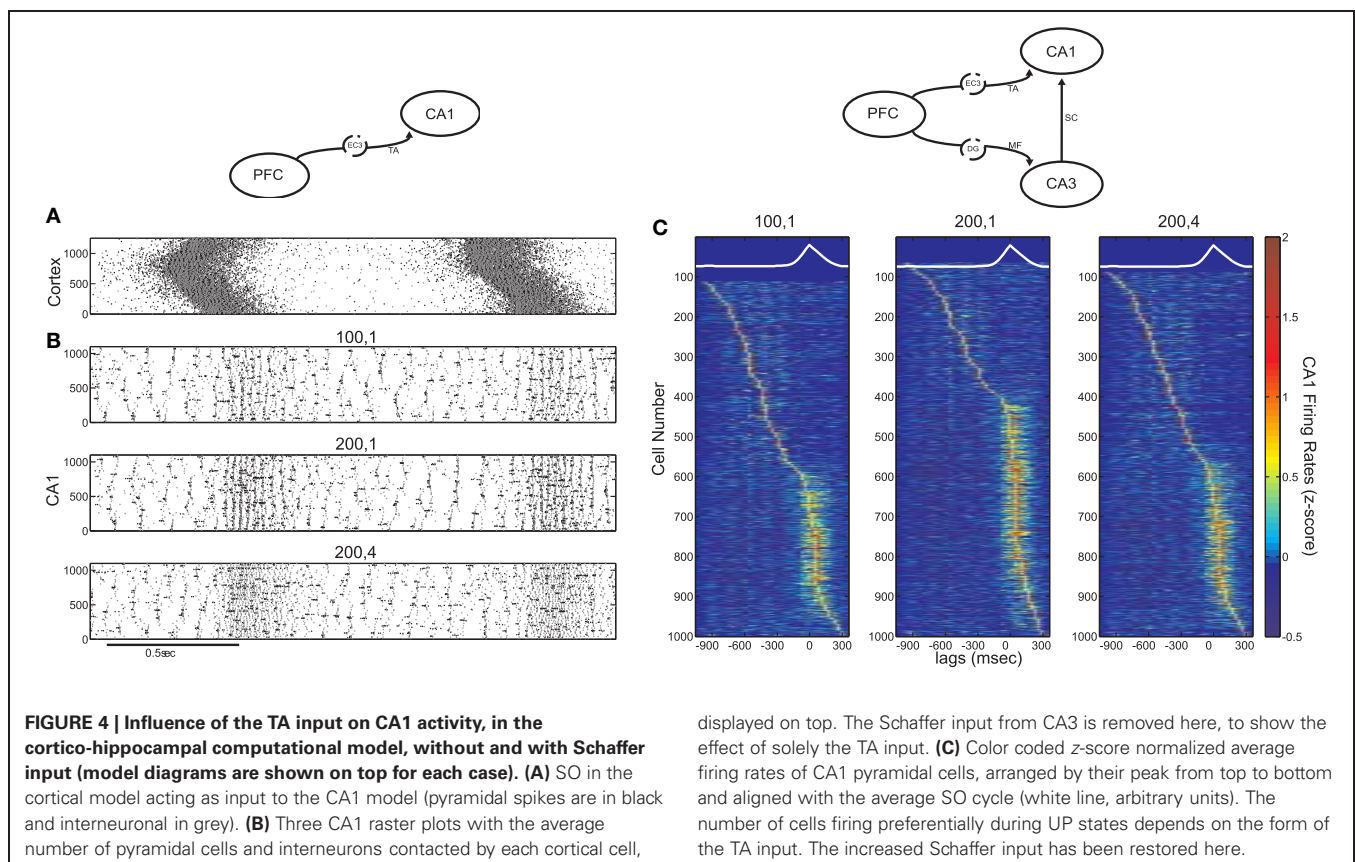 CA1
EC3
TA
PFC
CA1
EC3
TA
PFC
SC
DG
MF
CA3
A
Cortex
1000
500
0
B
100,1
1000
500
0
200,1
CA1
1000
500
0
200,4
1000
500
0
0.5sec
C
100,1
200,1
200,4
Cell Number
100
200
300
400
500
600
700
800
900
1000
100
200
300
400
500
600
700
800
900
1000
100
200
300
400
500
600
700
800
900
1000
-900 -600 -300 0 300
-900 -600 -300 0 300
-900 -600 -300 0 300
lags (msec)
2
1.5
1
0.5
0
-0.5
CA1 Firing Rates (z-score)
FIGURE 4 | Influence of the TA input on CA1 activity, in the
cortico-hippocampal computational model, without and with Schaffer
input (model diagrams are shown on top for each case). (A) SO in the
cortical model acting as input to the CA1 model (pyramidal spikes are in black
and interneuronal in grey). (B) Three CA1 raster plots with the average
number of pyramidal cells and interneurons contacted by each cortical cell,
displayed on top. The Schaffer input from CA3 is removed here, to show the
effect of solely the TA input. (C) Color coded z-score normalized average
firing rates of CA1 pyramidal cells, arranged by their peak from top to bottom
and aligned with the average SO cycle (white line, arbitrary units). The
number of cells firing preferentially during UP states depends on the form of
the TA input. The increased Schaffer input has been restored here.